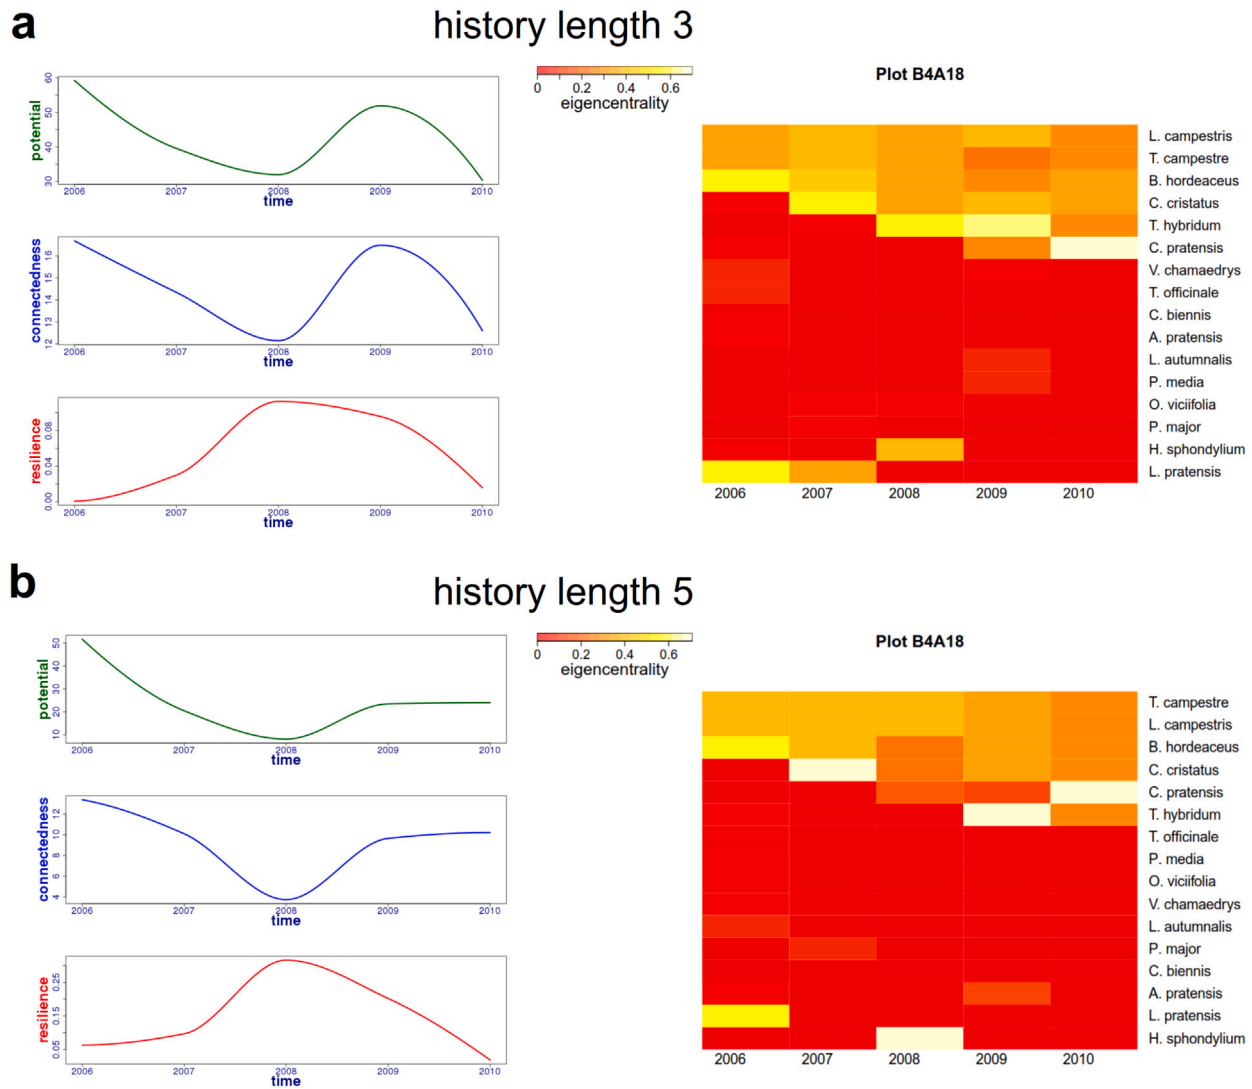 a
history length 3
potential
30 40 50 60
2006 2007 2008 2009 2010
time
connectedness
12 13 14 15 16
2006 2007 2008 2009 2010
time
resilience
0.00 0.04 0.08
2006 2007 2008 2009 2010
time
0 0.2 0.4 0.6
eigencentrality
Plot B4A18
L. campestris
T. campestre
B. hordeaceus
C. cristatus
T. hybridum
C. pratensis
V. chamaedrys
T. officinale
C. biennis
A. pratensis
L. autumnalis
P. media
O. viciifolia
P. major
H. sphondylium
L. pratensis
2006 2007 2008 2009 2010
b
history length 5
potential
10 20 30 40 50
2006 2007 2008 2009 2010
time
connectedness
4 6 8 10 12
2006 2007 2008 2009 2010
time
resilience
0.05 0.15 0.25
2006 2007 2008 2009 2010
time
0 0.2 0.4 0.6
eigencentrality
Plot B4A18
T. campestre
L. campestris
B. hordeaceus
C. cristatus
C. pratensis
T. hybridum
T. officinale
P. media
O. viciifolia
V. chamaedrys
L. autumnalis
P. major
C. biennis
A. pratensis
L. pratensis
H. sphondylium
2006 2007 2008 2009 2010